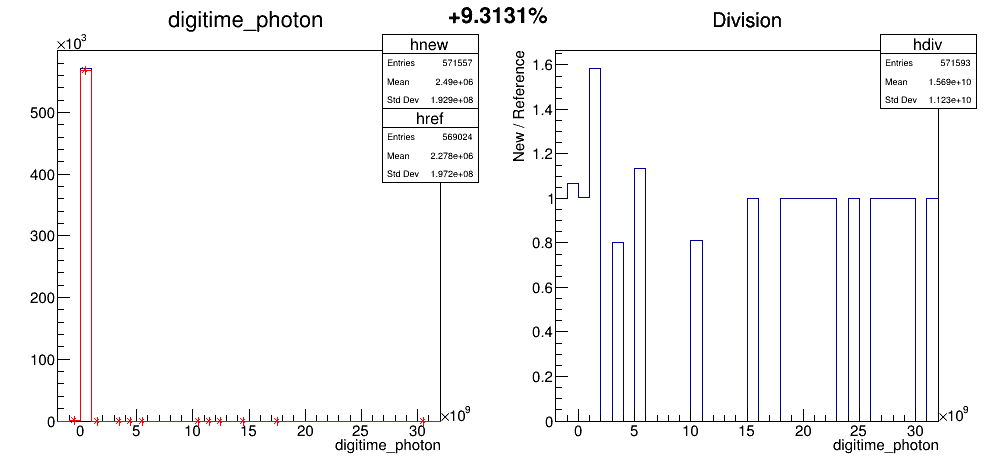 +9.3131%
digitime_photon
×10³
500
400
300
200
100
0
0 5 10 15 20 25 30
×10⁹
digitime_photon
hnew
Entries 571557
Mean 2.49e+06
Std Dev 1.929e+08
href
Entries 569024
Mean 2.278e+06
Std Dev 1.972e+08
Division
New / Reference
1.6
1.4
1.2
1
0.8
0.6
0.4
0.2
0
0 5 10 15 20 25 30
×10⁹
digitime_photon
hdiv
Entries 571593
Mean 1.569e+10
Std Dev 1.123e+10